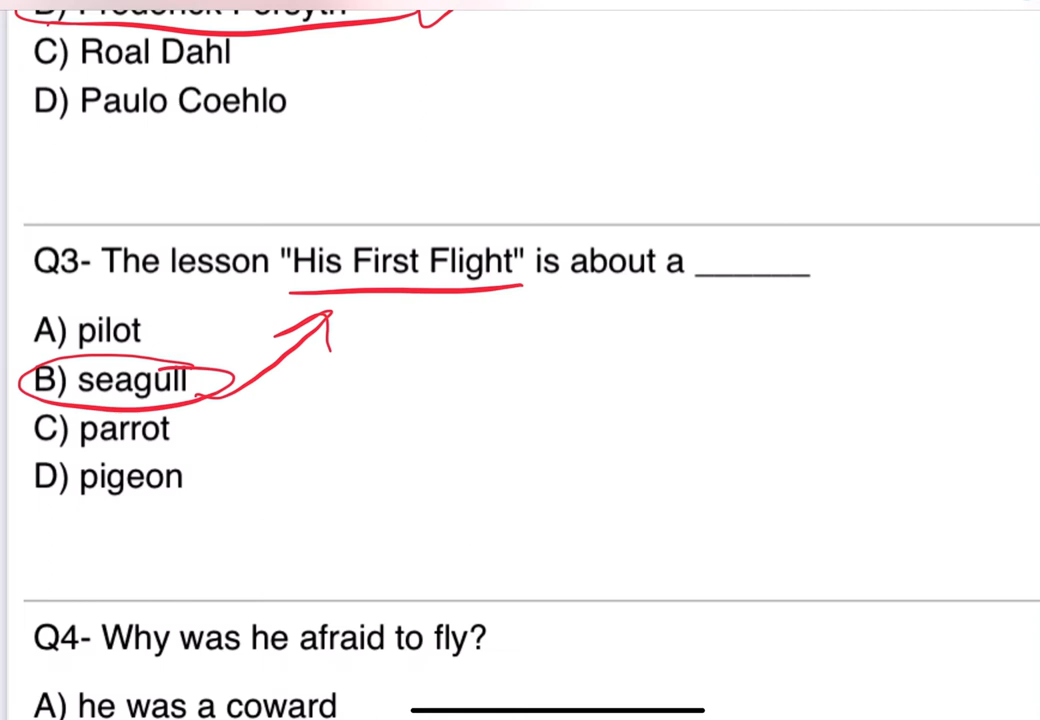 C) Roal Dahl
D) Paulo Coehlo
Q3- The lesson "His First Flight" is about a ______
A) pilot
B) seagull
C) parrot
D) pigeon
Q4- Why was he afraid to fly?
A) he was a coward